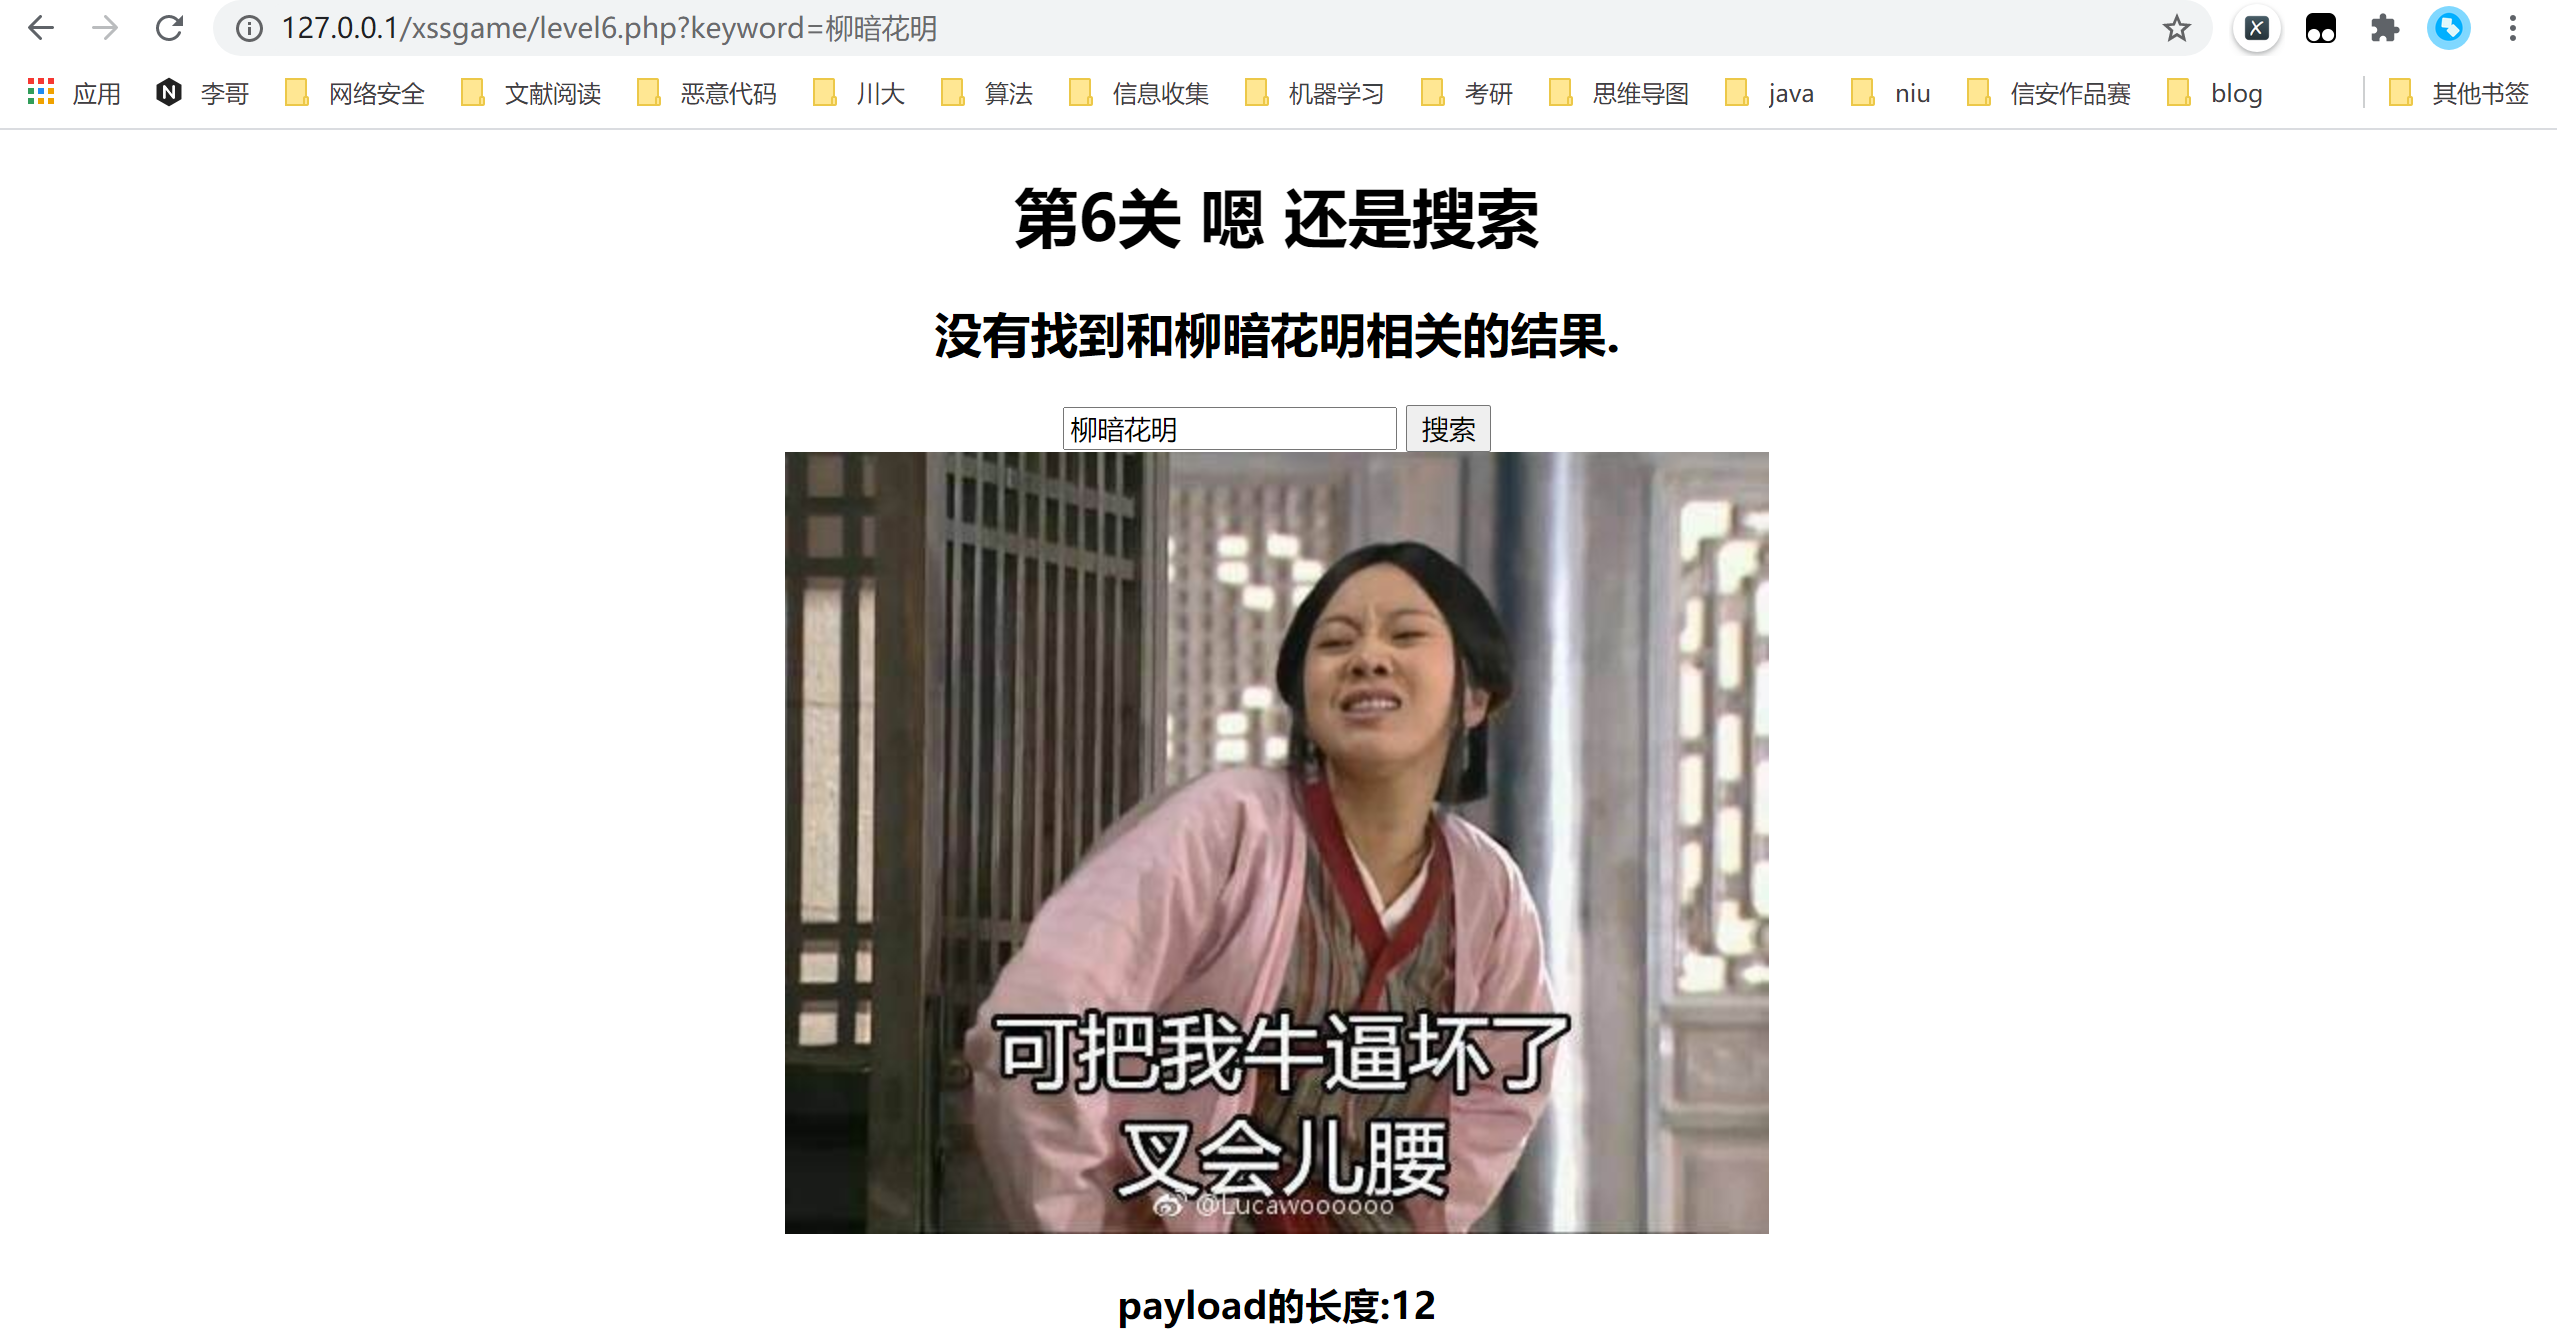 127.0.0.1/xssgame/level6.php?keyword=柳暗花明
应用 李哥 网络安全 文献阅读 恶意代码 川大 算法 信息收集 机器学习 考研 思维导图 java niu 信安作品赛 blog 其他书签
第6关 嗯 还是搜索
没有找到和柳暗花明相关的结果.
柳暗花明 搜索
可把我牛逼坏了
叉会儿腰
@Lucawoooooo
payload的长度:12